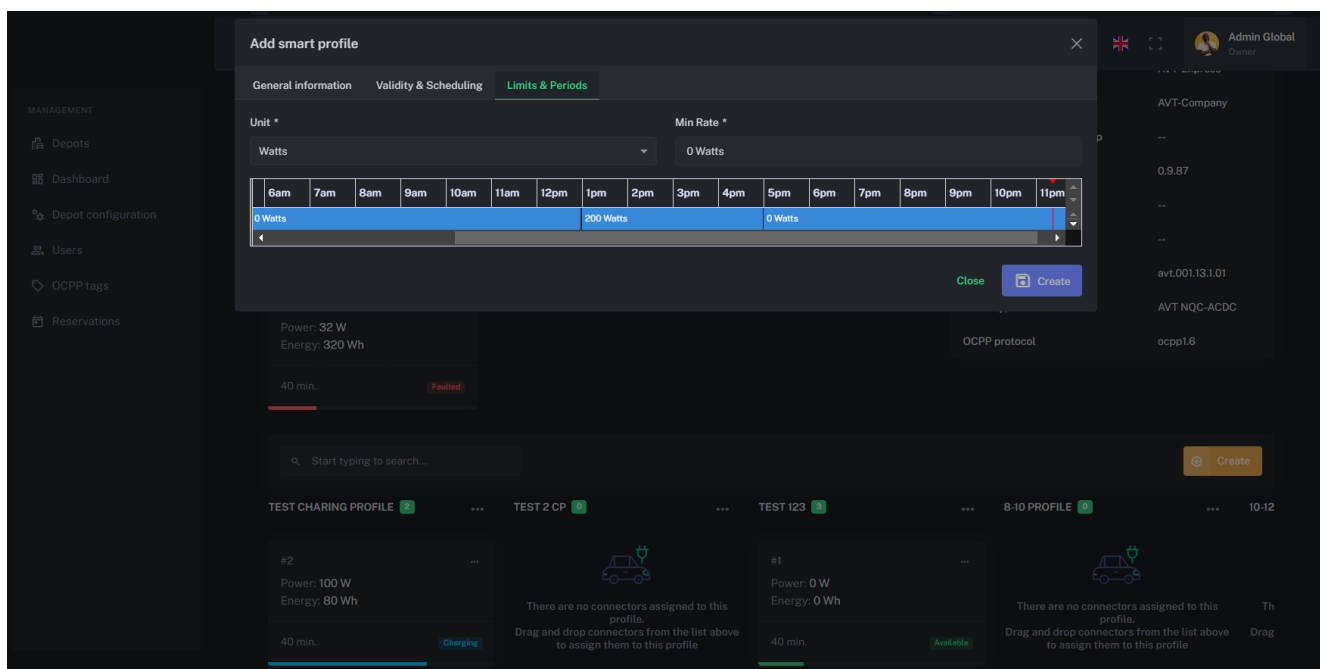 Add smart profile
Admin Global
Owner
General information Validity & Scheduling Limits & Periods
MANAGEMENT
AVT-Company
Unit *
Min Rate *
Depots
--
Watts
0 Watts
Dashboard
0.9.87
6am 7am 8am 9am 10am 11am 12pm 1pm 2pm 3pm 4pm 5pm 6pm 7pm 8pm 9pm 10pm 11pm
Depot configuration
--
0 Watts 200 Watts 0 Watts
Users
--
OCPP tags
avt.001.13.1.01
Close
Create
Reservations
AVT NQC-ACDC
Power: 32 W
Energy: 320 Wh
OCPP protocol
ocpp1.6
40 min.
Faulted
Start typing to search...
Create
TEST CHARING PROFILE 2 ...
TEST 2 CP 0 ...
TEST 123 3 ...
8-10 PROFILE 0 ...
10-12
#2 ...
Power: 100 W
Energy: 80 Wh
40 min.
Charging
There are no connectors assigned to this
profile.
Drag and drop connectors from the list above
to assign them to this profile
#1 ...
Power: 0 W
Energy: 0 Wh
40 min.
Available
There are no connectors assigned to this
profile.
Drag and drop connectors from the list above
to assign them to this profile
Th
Drag